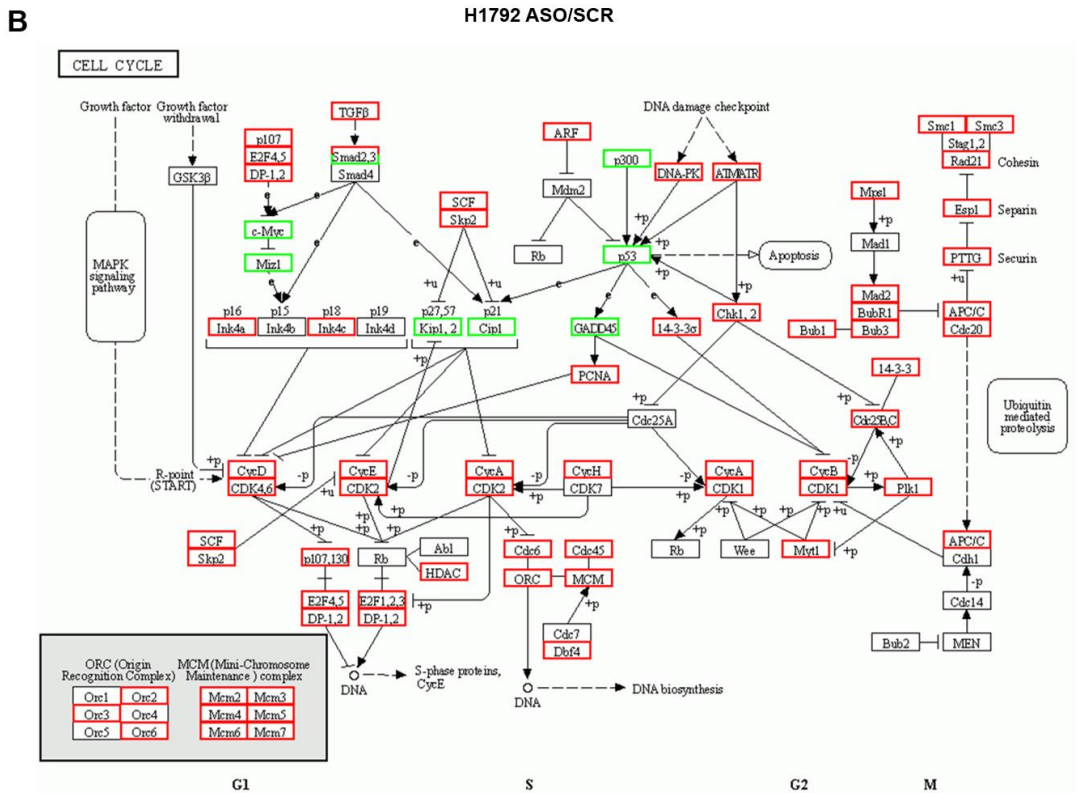 B
H1792 ASO/SCR
CELL CYCLE
Growth factor
Growth factor
withdrawal
GSK3β
MAPK
signaling
pathway
p107
E2F4,5
DP-1,2
e
c-Myc
Miz1
e
TGFβ
Smad2,3
Smad4
e
e
e
SCF
Skp2
+u
+u
ARF
Mdm2
Rb
DNA damage checkpoint
p300
DNA-PK
ATM/ATR
+p
+p
+p
+p
p53
Apoptosis
e
e
GADD45
14-3-3σ
Chk1, 2
PCNA
p16
Ink4a
p15
Ink4b
p18
Ink4c
p19
Ink4d
p27,57
Kip1, 2
p21
Cip1
+p
Mps1
+p
Mad1
Mad2
BubR1
Bub3
Bub1
Smc1
Smc3
Stag1,2
Rad21
Cohesin
Esp1
Separin
PTTG
Securin
+u
APC/C
Cdc20
14-3-3
+p
+p
Cdc25A
Cdc25B,C
Ubiquitin
mediated
proteolysis
R-point
(START)
+p
CycD
CDK4,6
-p
+u
CycE
CDK2
-p
CycA
CDK2
-p
+p
CycH
CDK7
-p
CycA
CDK1
CycB
CDK1
-p
+p
+p
Plk1
+p
+p
+p
+p
+p
+p
+p
+p
+u
SCF
Skp2
p107,130
Rb
Abl
HDAC
Cdc6
Cdc45
ORC
MCM
Rb
Wee
Myt1
+p
APC/C
Cdh1
-p
Cdc14
MEN
Bub2
E2F4,5
DP-1,2
E2F1,2,3
DP-1,2
+p
+p
Cdc7
Dbf4
DNA
S-phase proteins,
CycE
DNA
DNA biosynthesis
ORC (Origin
Recognition Complex)
MCM (Mini-Chromosome
Maintenance ) complex
Orc1 Orc2
Orc3 Orc4
Orc5 Orc6
Mcm2 Mcm3
Mcm4 Mcm5
Mcm6 Mcm7
G1
S
G2
M